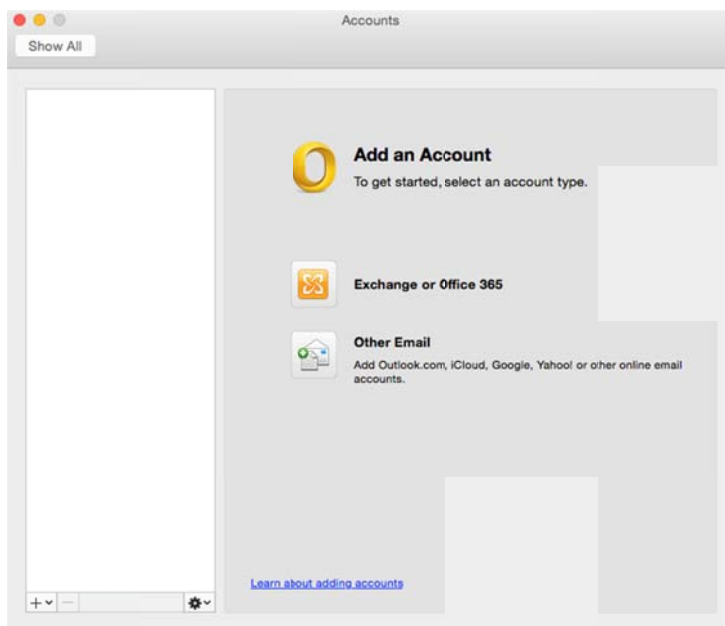 Accounts
Show All
Add an Account
To get started, select an account type.
Exchange or Office 365
Other Email
Add Outlook.com, iCloud, Google, Yahoo! or other online email
accounts.
Learn about adding accounts